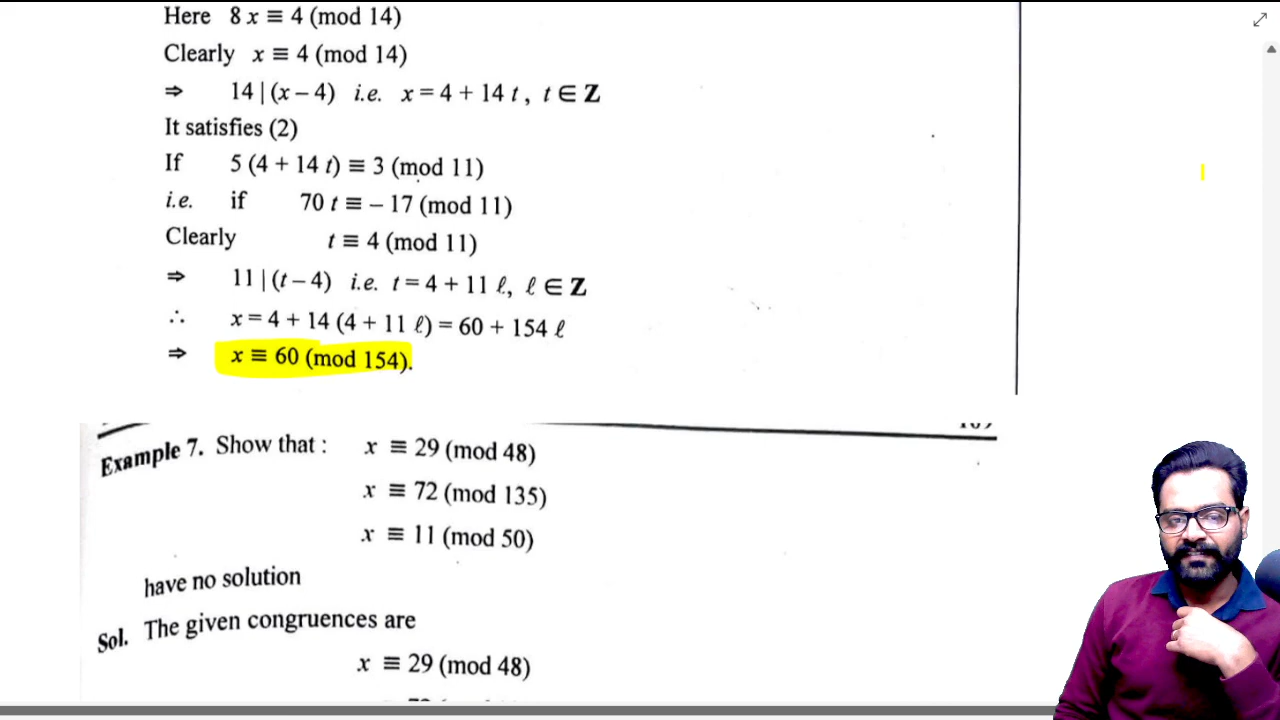 Here 8 x ≡ 4 (mod 14)
Clearly x ≡ 4 (mod 14)
⇒ 14 | (x – 4) i.e. x = 4 + 14 t , t ∈ Z
It satisfies (2)
If 5 (4 + 14 t) ≡ 3 (mod 11)
i.e. if 70 t ≡ – 17 (mod 11)
Clearly t ≡ 4 (mod 11)
⇒ 11 | (t – 4) i.e. t = 4 + 11 ℓ, ℓ ∈ Z
∴ x = 4 + 14 (4 + 11 ℓ) = 60 + 154 ℓ
⇒ x ≡ 60 (mod 154).
Example 7. Show that : x ≡ 29 (mod 48)
x ≡ 72 (mod 135)
x ≡ 11 (mod 50)
have no solution
Sol. The given congruences are
x ≡ 29 (mod 48)